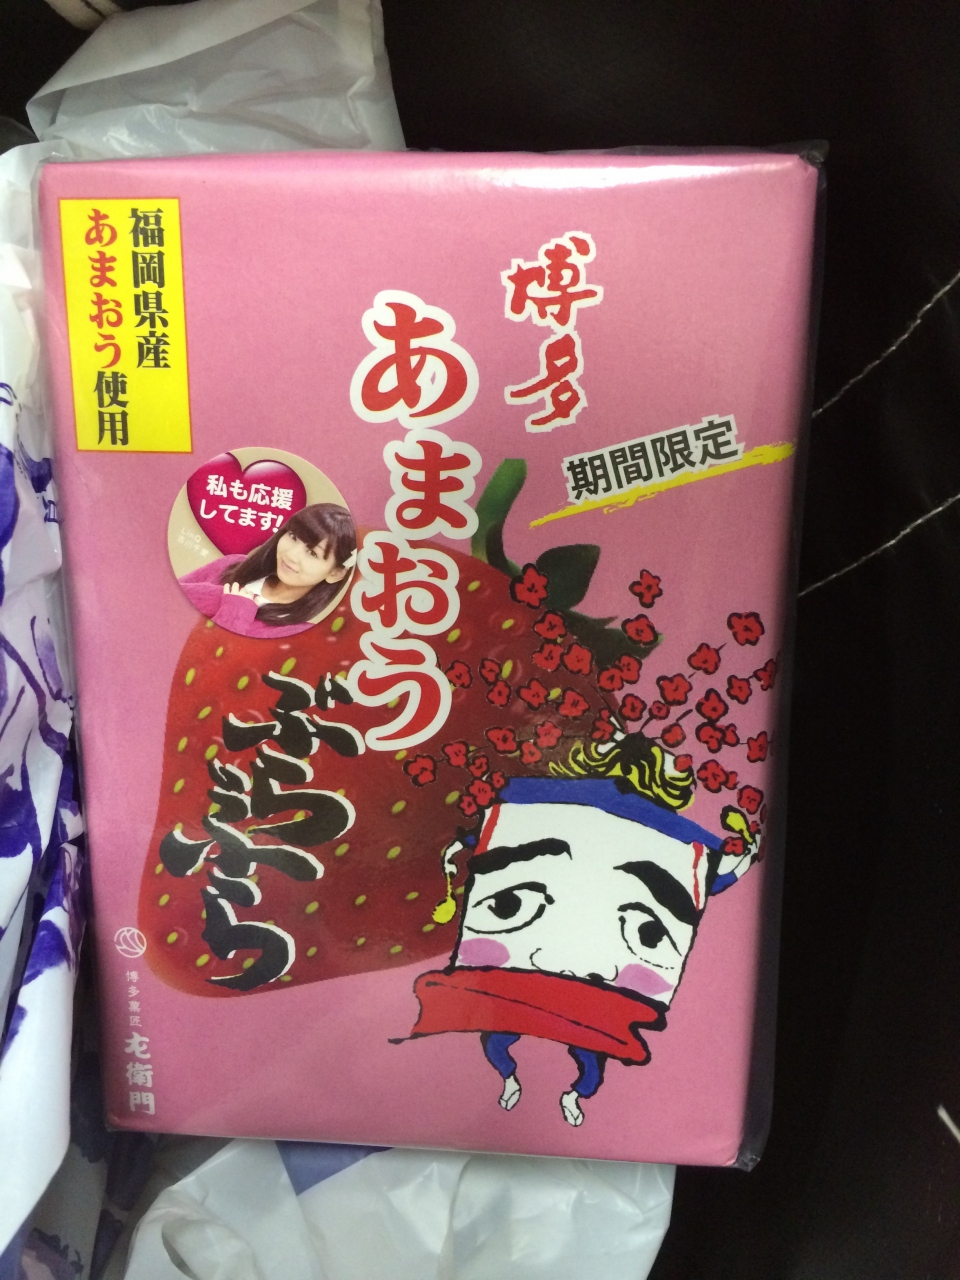 福岡県産
あまおう使用
博多
あまおう
ぶらぶら
期間限定
私も応援
してます!
LinQ
博多菓匠
左衛門